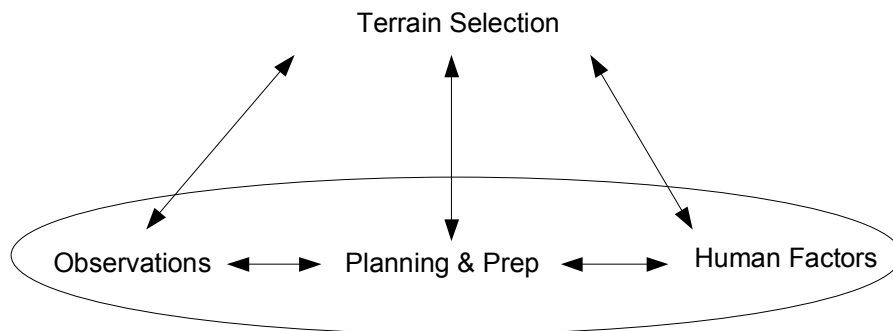 Terrain Selection
Observations
Planning & Prep
Human Factors